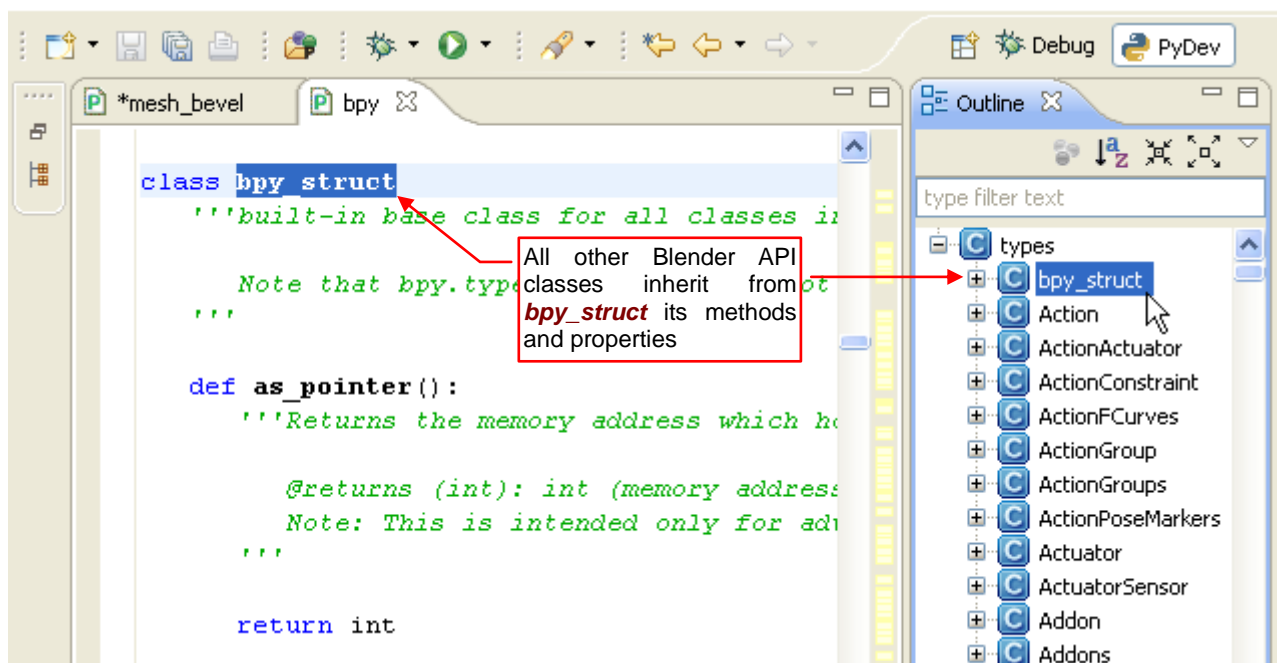 Debug PyDev
*mesh_bevel bpy
Outline
type filter text
class bpy_struct
'''built-in base class for all classes in
Note that bpy.type
ot
'''
All other Blender API
classes inherit from
bpy_struct its methods
and properties
def as_pointer():
'''Returns the memory address which ho
@returns (int): int (memory address
Note: This is intended only for adv
'''
return int
types
bpy_struct
Action
ActionActuator
ActionConstraint
ActionFCurves
ActionGroup
ActionGroups
ActionPoseMarkers
Actuator
ActuatorSensor
Addon
Addons